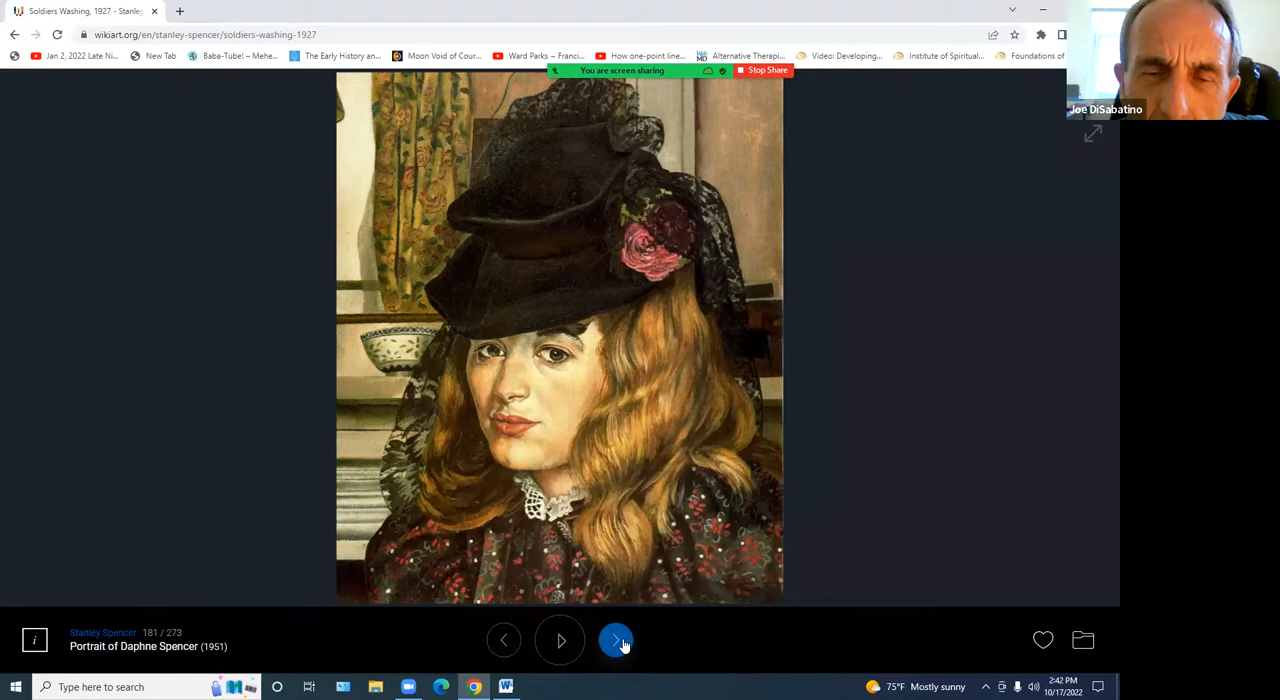 Soldiers Washing, 1927 - Stanley
wikiart.org/en/stanley-spencer/soldiers-washing-1927
Jan 2, 2022 Late Ni...
New Tab
Baba-Tube! – Mehe...
The Early History an...
Moon Void of Cour...
Ward Parks ~ Franci...
How one-point line...
Alternative Therapi...
Video: Developing...
Institute of Spiritual...
Foundations of
You are screen sharing
Stop Share
Joe DiSabatino
Stanley Spencer 181 / 273
Portrait of Daphne Spencer (1951)
Type here to search
75°F Mostly sunny
2:42 PM
10/17/2022